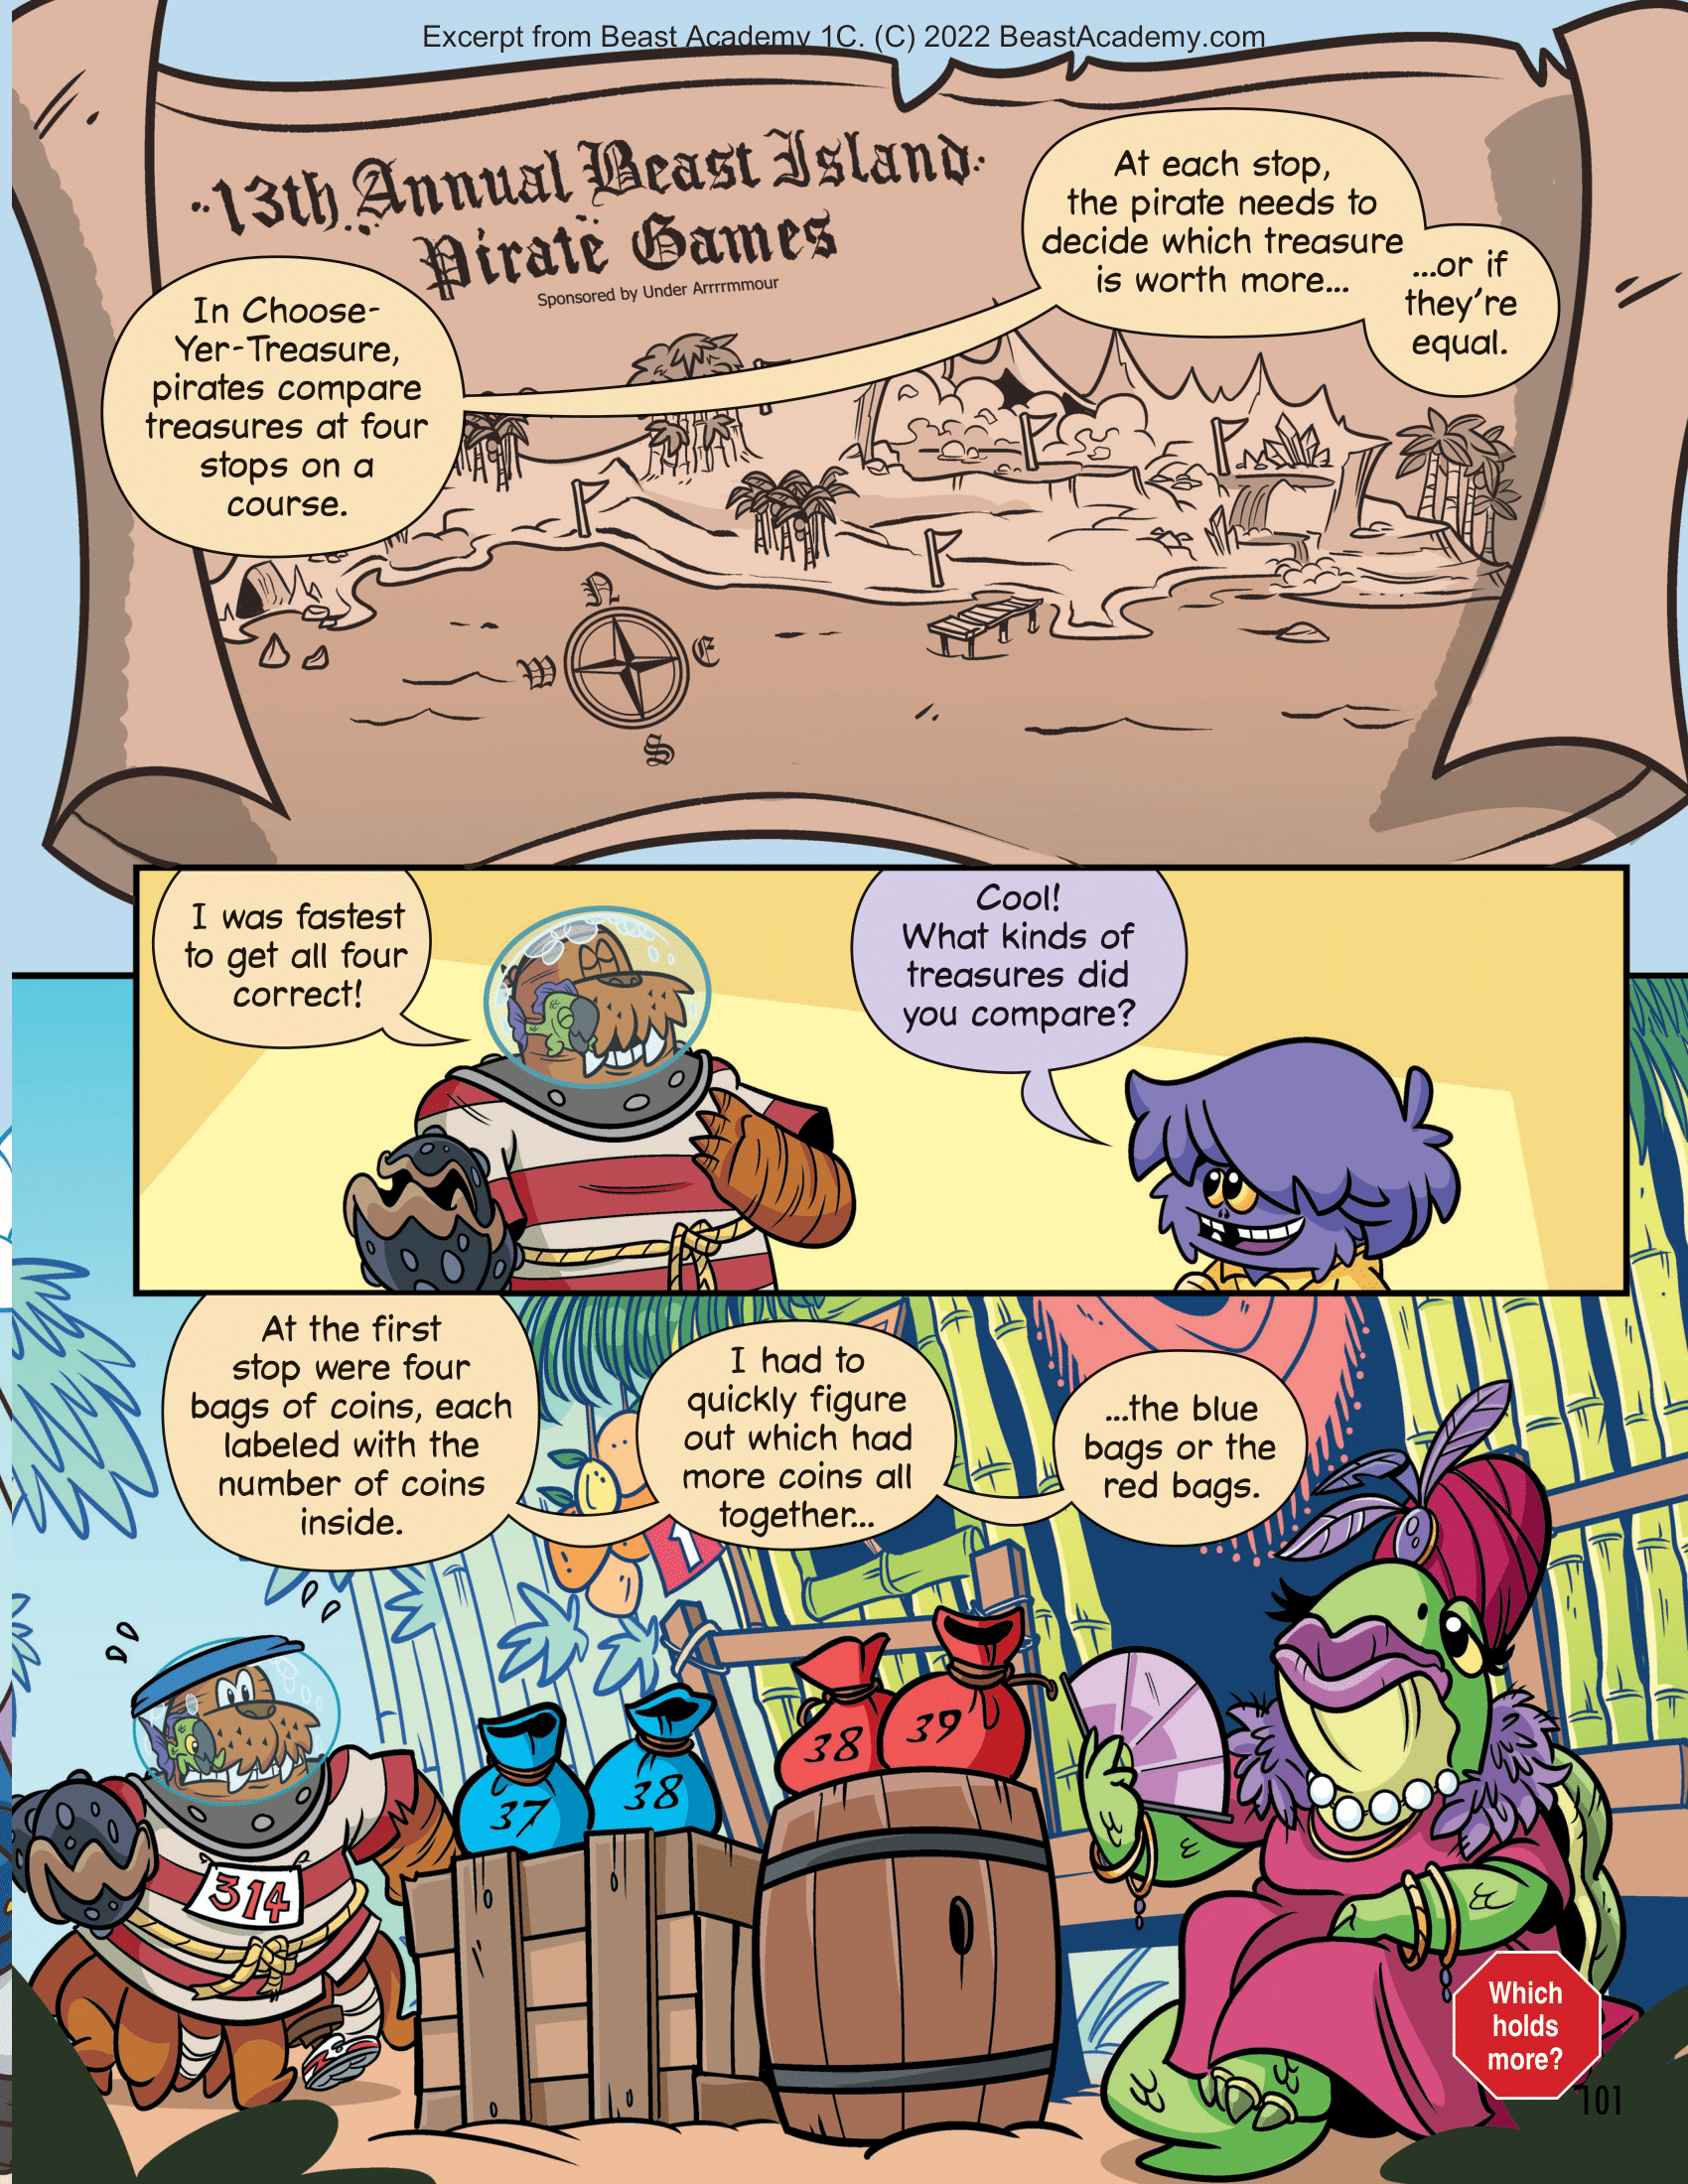 Excerpt from Beast Academy 1C. (C) 2022 BeastAcademy.com
13th Annual Beast Island
Pirate Games
Sponsored by Under Arrrrmmour
In Choose-
Yer-Treasure,
pirates compare
treasures at four
stops on a
course.
At each stop,
the pirate needs to
decide which treasure
is worth more...
...or if
they're
equal.
N
W
E
S
I was fastest
to get all four
correct!
Cool!
What kinds of
treasures did
you compare?
At the first
stop were four
bags of coins, each
labeled with the
number of coins
inside.
I had to
quickly figure
out which had
more coins all
together...
...the blue
bags or the
red bags.
1
37
38
38
39
314
Which
holds
more?
101